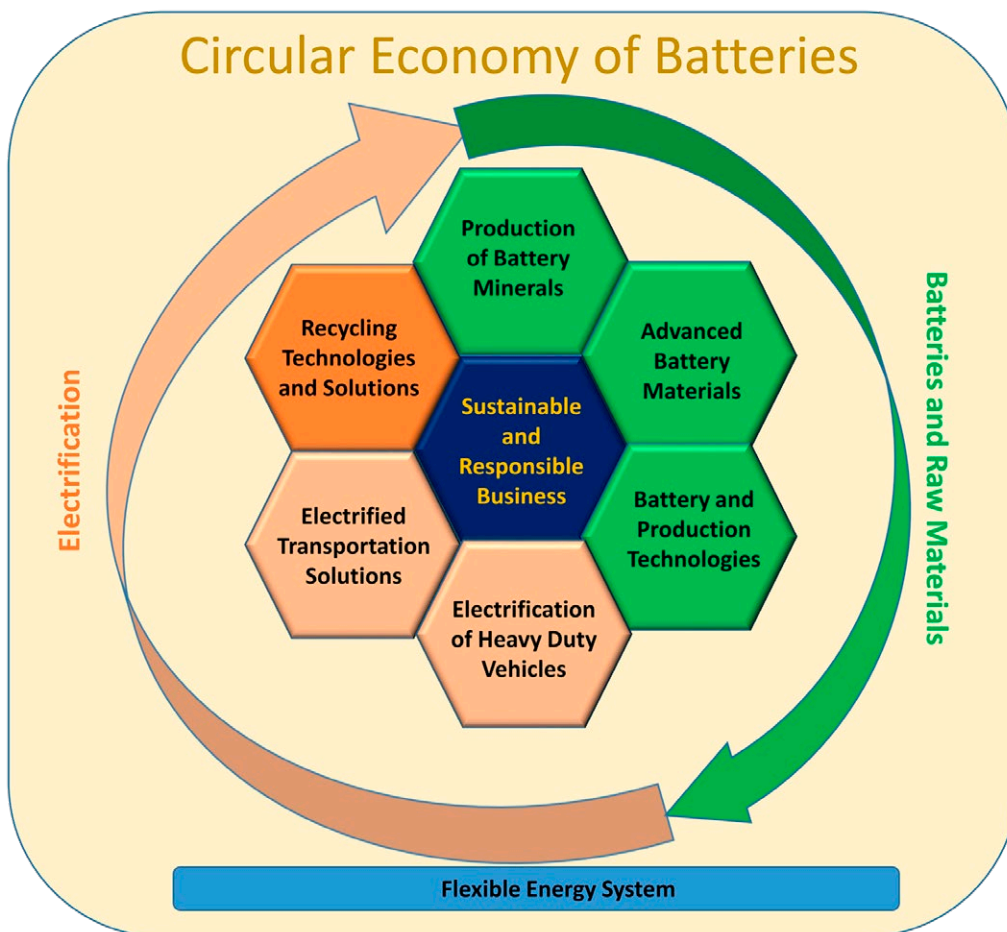 Circular Economy of Batteries
Production
of Battery
Minerals
Advanced
Battery
Materials
Battery and
Production
Technologies
Electrification
of Heavy Duty
Vehicles
Electrified
Transportation
Solutions
Recycling
Technologies
and Solutions
Sustainable
and
Responsible
Business
Electrification
Batteries and Raw Materials
Flexible Energy System